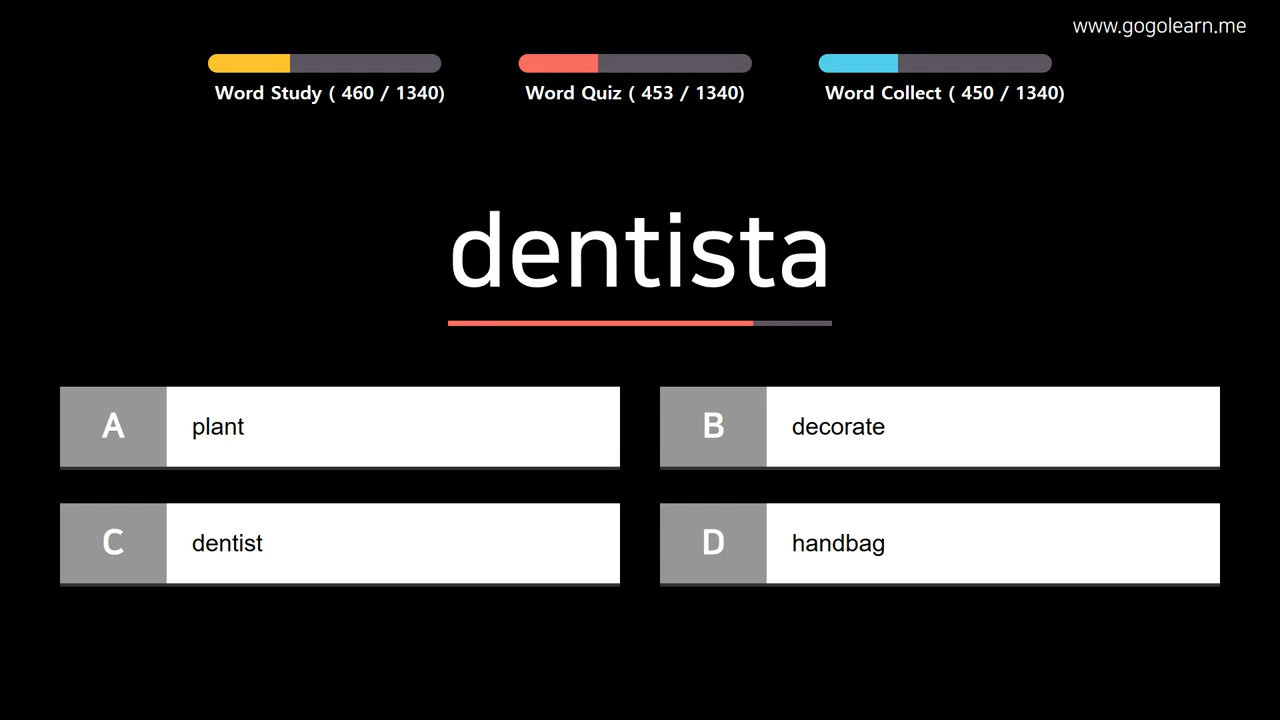 www.gogolearn.me
Word Study ( 460 / 1340)
Word Quiz ( 453 / 1340)
Word Collect ( 450 / 1340)
dentista
A plant
B decorate
C dentist
D handbag